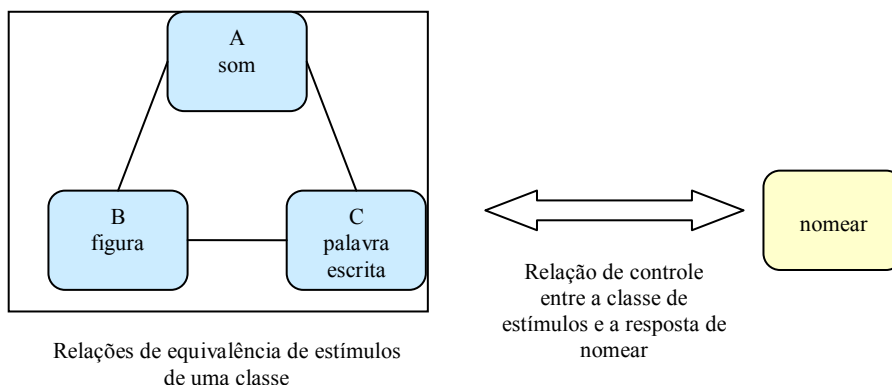 A
som
B
figura
C
palavra
escrita
nomear
Relação de controle
entre a classe de
estímulos e a resposta de
nomear
Relações de equivalência de estímulos
de uma classe